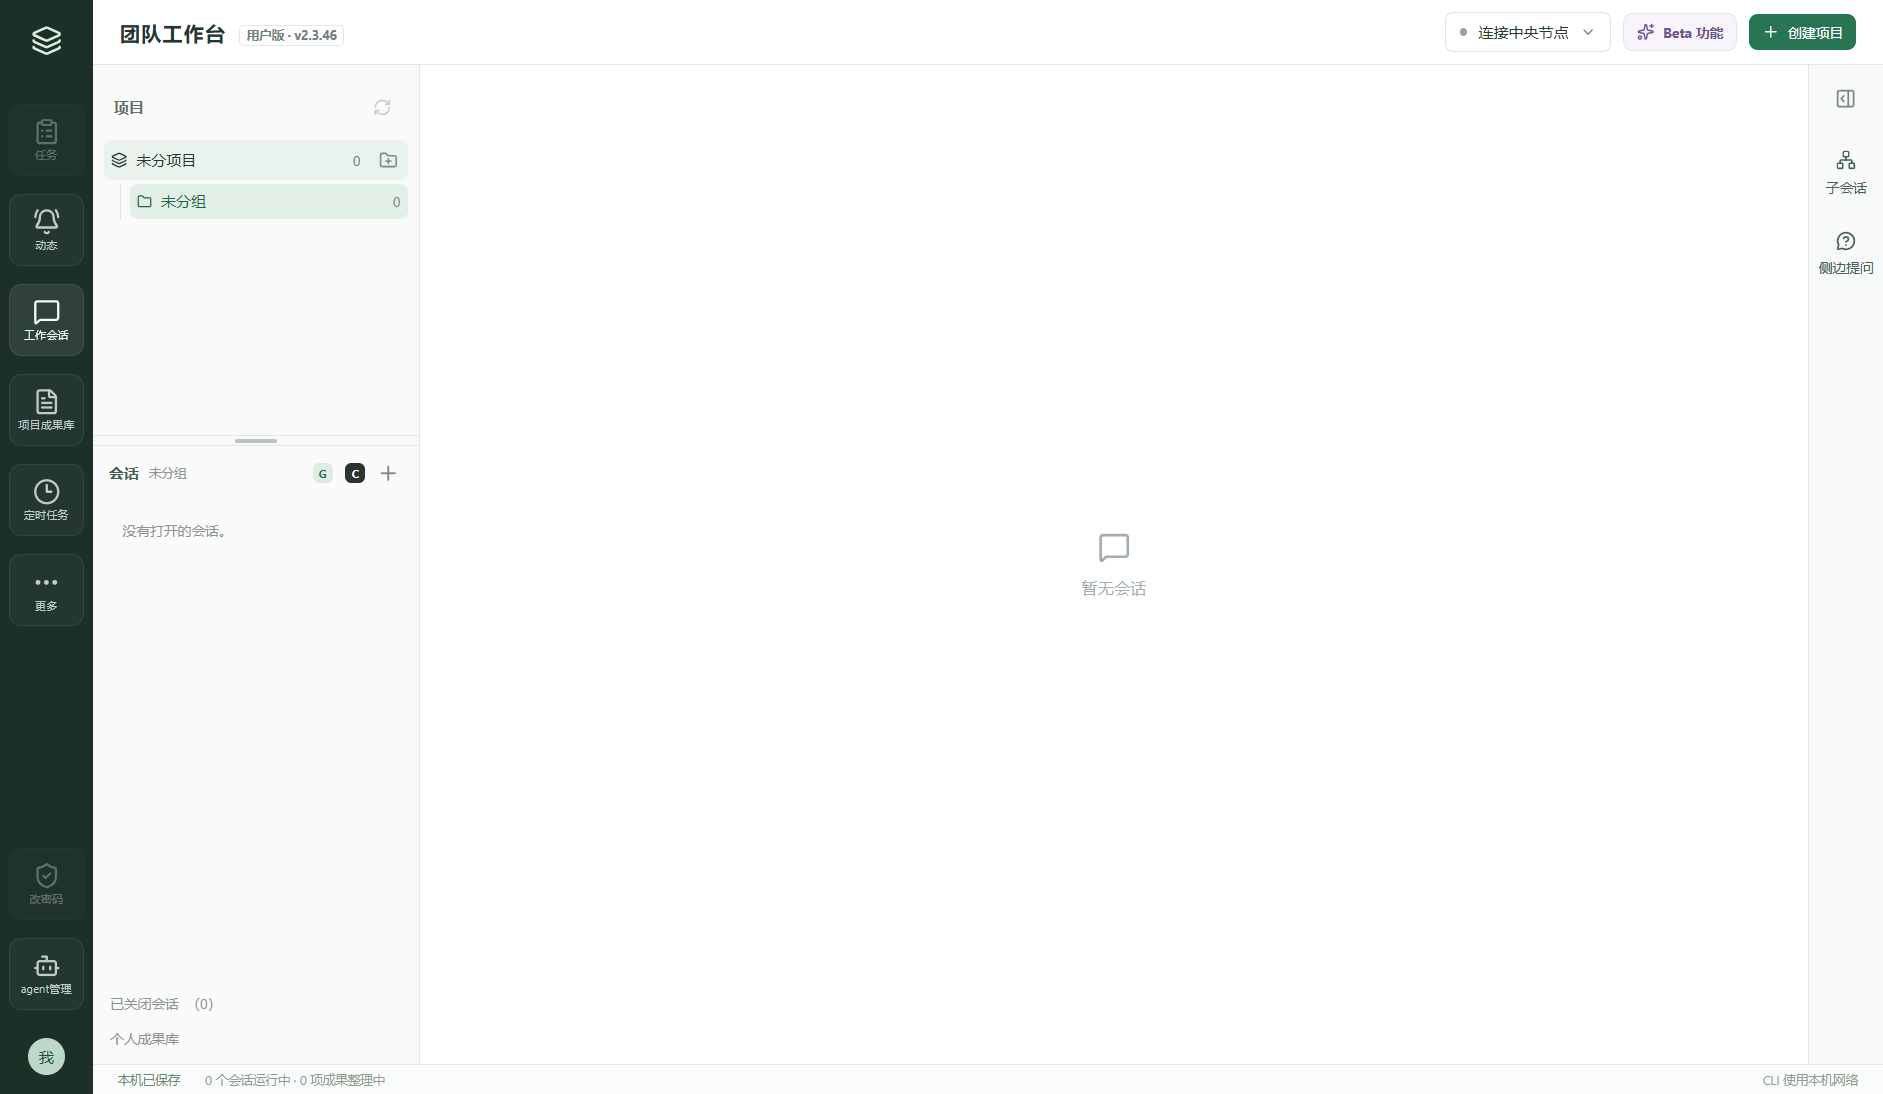 团队工作台
用户版 · v2.3.46
连接中央节点
Beta 功能
创建项目
任务
动态
工作会话
项目成果库
定时任务
更多
改密码
agent管理
我
项目
未分项目 0
未分组 0
会话 未分组 G C
没有打开的会话。
已关闭会话 (0)
个人成果库
暂无会话
子会话
侧边提问
本机已保存 0 个会话运行中 · 0 项成果整理中
CLI 使用本机网络